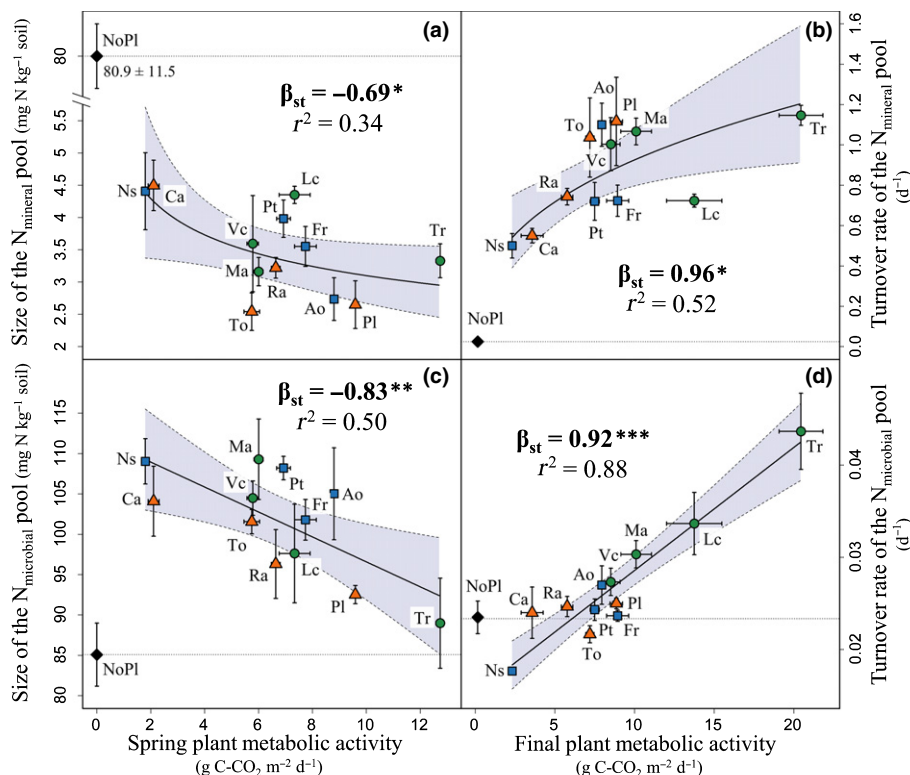 (a)
NoPl
80.9 ± 11.5
βst = −0.69*
r² = 0.34
Ns
Ca
Lc
Pt
Vc
Fr
Tr
Ma
Ra
To
Ao
Pl
Size of the Nmineral pool (mg N kg⁻¹ soil)
80
5.5
5
4.5
4
3.5
3
2.5
2
(b)
Ao
Pl
To
Ma
Tr
Vc
Ra
Lc
Pt
Fr
Ns
Ca
βst = 0.96*
r² = 0.52
NoPl
Turnover rate of the Nmineral pool
(d⁻¹)
1.6
1.4
1.2
1.0
0.8
0.6
0.4
0.2
0.0
(c)
βst = −0.83**
r² = 0.50
Ns
Ma
Pt
Ca
Vc
Fr
Ao
To
Ra
Lc
Pl
Tr
NoPl
Size of the Nmicrobial pool (mg N kg⁻¹ soil)
115
110
105
100
95
90
85
80
0 2 4 6 8 10 12
Spring plant metabolic activity
(g C-CO₂ m⁻² d⁻¹)
(d)
βst = 0.92***
r² = 0.88
Tr
Lc
Ma
Vc
Ao
NoPl
Ca
Ra
Pl
Pt
Fr
To
Ns
Turnover rate of the Nmicrobial pool
(d⁻¹)
0.04
0.03
0.02
0 5 10 15 20
Final plant metabolic activity
(g C-CO₂ m⁻² d⁻¹)